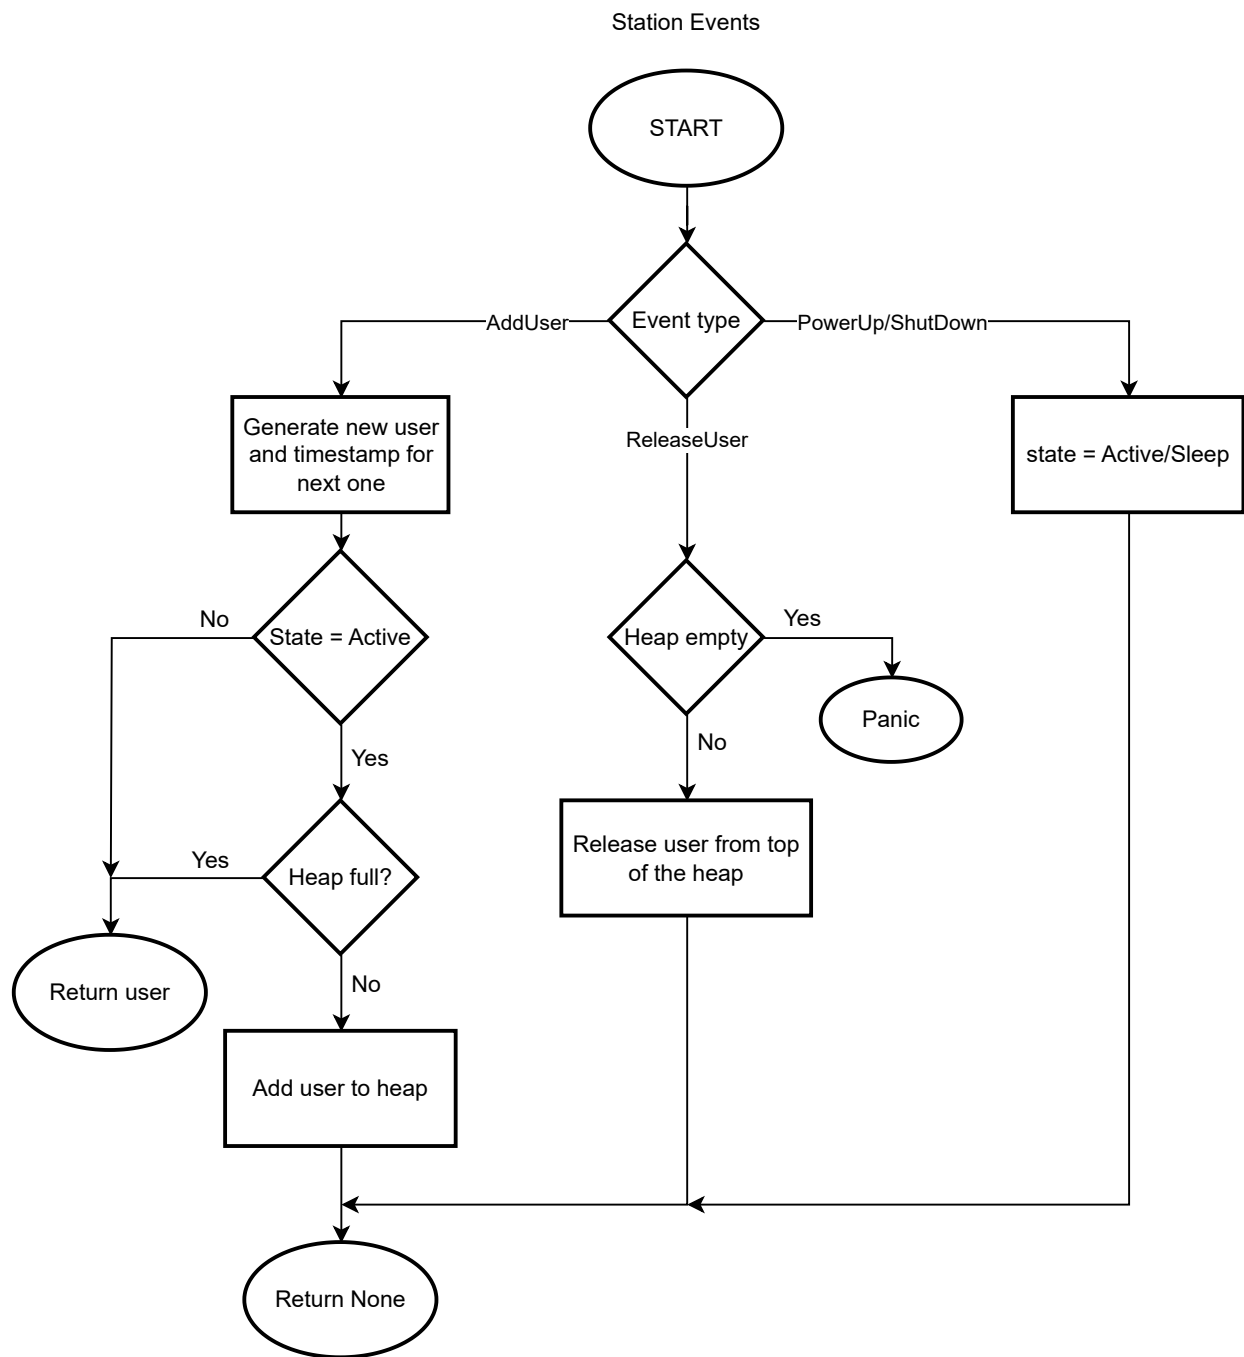 Station Events
START
Event type
AddUser
PowerUp/ShutDown
ReleaseUser
Generate new user
and timestamp for
next one
state = Active/Sleep
State = Active
No
Yes
Heap empty
Yes
No
Panic
Heap full?
Yes
No
Release user from top
of the heap
Return user
Add user to heap
Return None